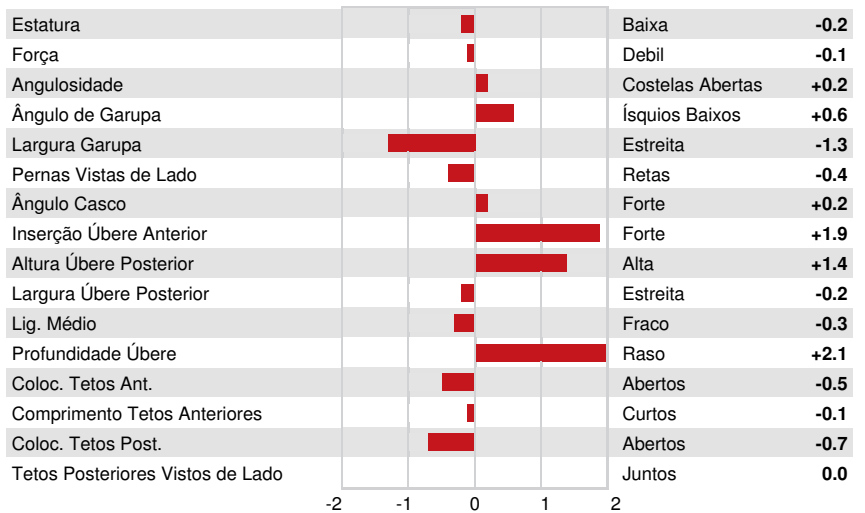 Estatura Baixa -0.2
Força Debil -0.1
Angulosidade Costelas Abertas +0.2
Ângulo de Garupa Ísquios Baixos +0.6
Largura Garupa Estreita -1.3
Pernas Vistas de Lado Retas -0.4
Ângulo Casco Forte +0.2
Inserção Úbere Anterior Forte +1.9
Altura Úbere Posterior Alta +1.4
Largura Úbere Posterior Estreita -0.2
Lig. Médio Fraco -0.3
Profundidade Úbere Raso +2.1
Coloc. Tetos Ant. Abertos -0.5
Comprimento Tetos Anteriores Curtos -0.1
Coloc. Tetos Post. Abertos -0.7
Tetos Posteriores Vistos de Lado Juntos 0.0
-2 -1 0 1 2